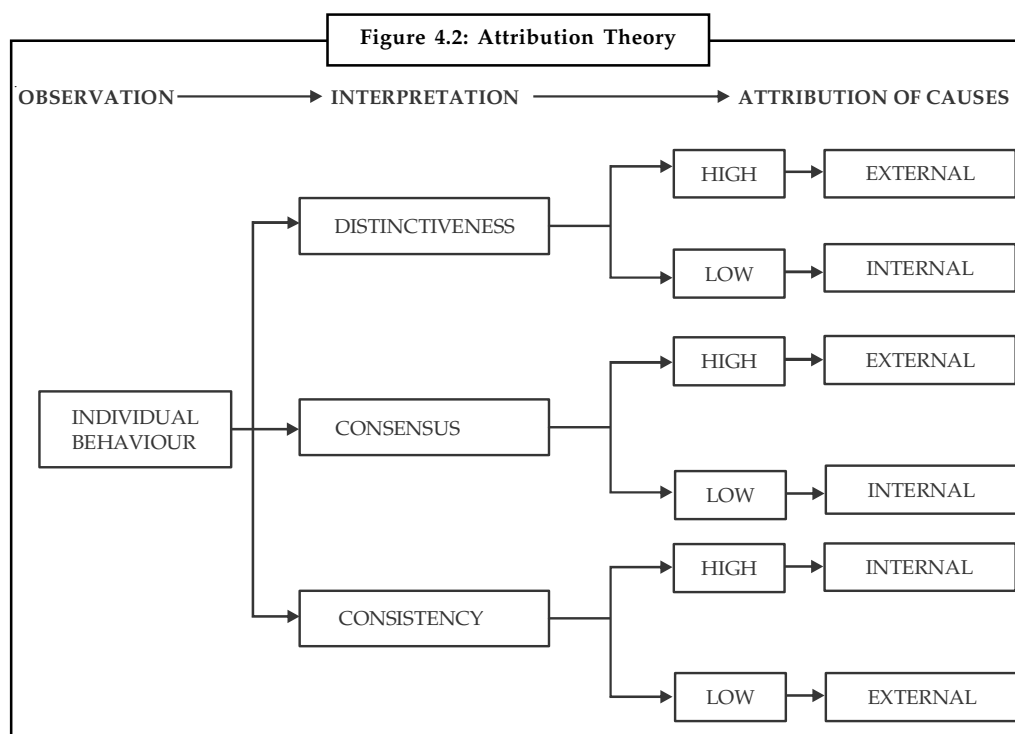 Figure 4.2: Attribution Theory
OBSERVATION INTERPRETATION ATTRIBUTION OF CAUSES
HIGH EXTERNAL
DISTINCTIVENESS
LOW INTERNAL
HIGH EXTERNAL
INDIVIDUAL
BEHAVIOUR
CONSENSUS
LOW INTERNAL
HIGH INTERNAL
CONSISTENCY
LOW EXTERNAL